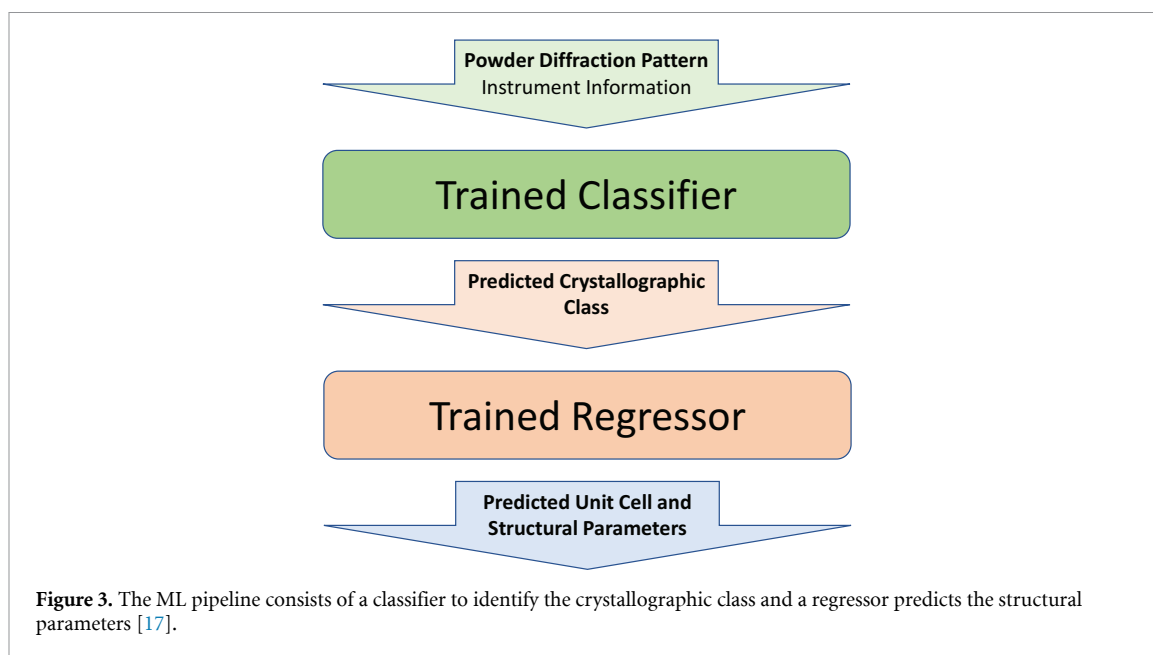 Powder Diffraction Pattern
Instrument Information
Trained Classifier
Predicted Crystallographic
Class
Trained Regressor
Predicted Unit Cell and
Structural Parameters
Figure 3. The ML pipeline consists of a classifier to identify the crystallographic class and a regressor predicts the structural
parameters [17].